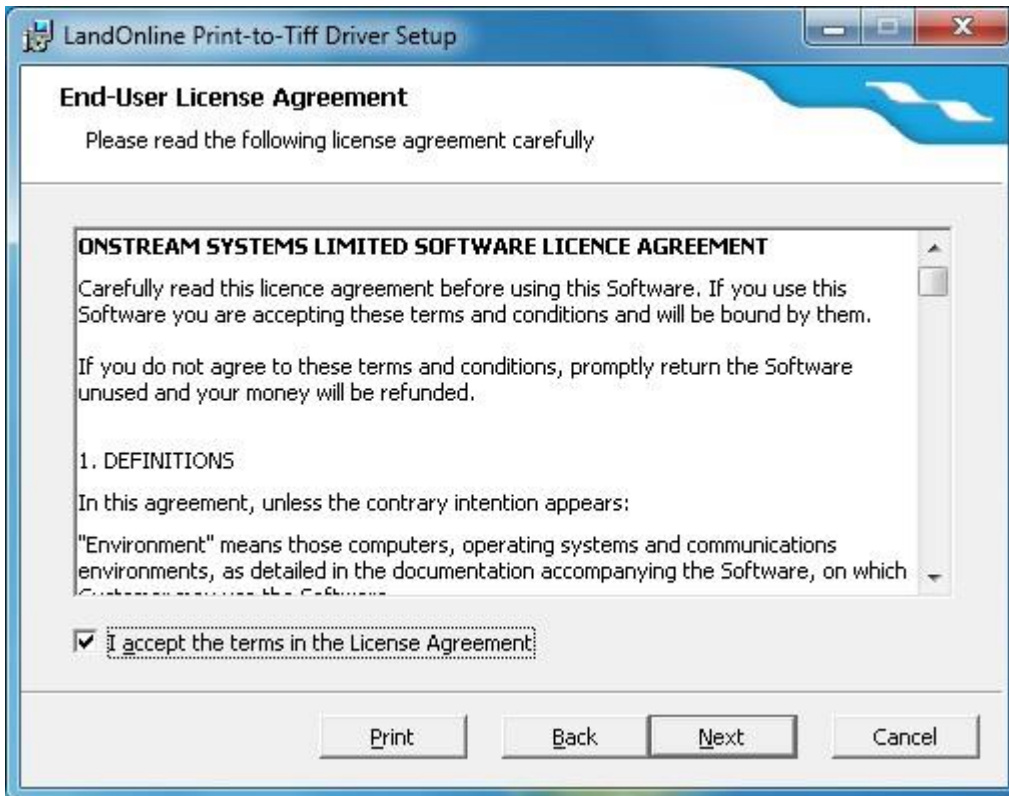 LandOnline Print-to-Tiff Driver Setup
End-User License Agreement
Please read the following license agreement carefully
ONSTREAM SYSTEMS LIMITED SOFTWARE LICENCE AGREEMENT
Carefully read this licence agreement before using this Software. If you use this
Software you are accepting these terms and conditions and will be bound by them.
If you do not agree to these terms and conditions, promptly return the Software
unused and your money will be refunded.
1. DEFINITIONS
In this agreement, unless the contrary intention appears:
"Environment" means those computers, operating systems and communications
environments, as detailed in the documentation accompanying the Software, on which
Customer may use the Software
I accept the terms in the License Agreement
Print Back Next Cancel